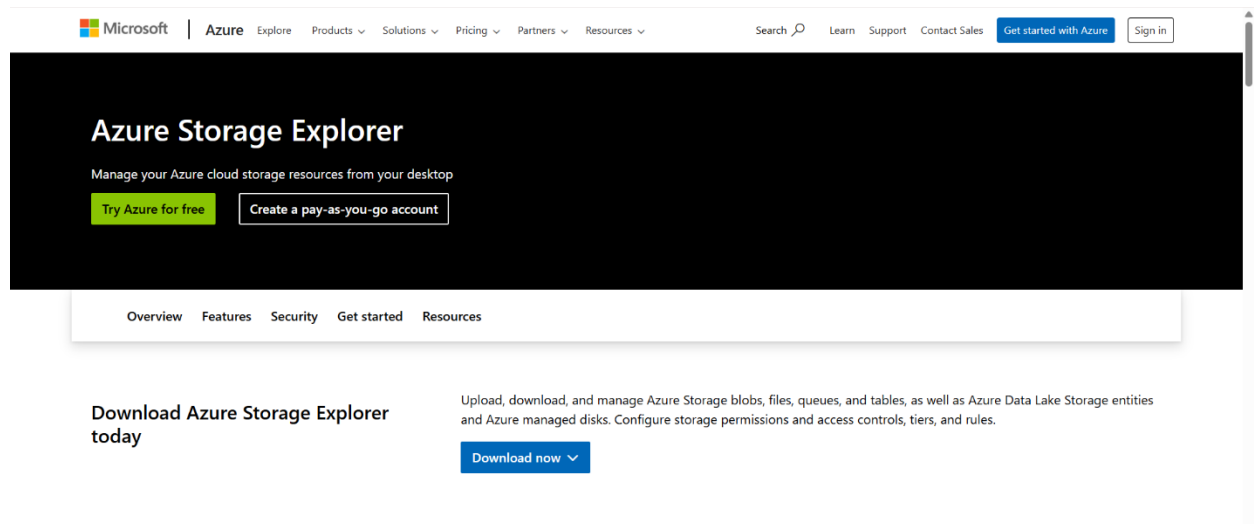 Microsoft Azure Explore Products Solutions Pricing Partners Resources Search Learn Support Contact Sales Get started with Azure Sign in
Azure Storage Explorer
Manage your Azure cloud storage resources from your desktop
Try Azure for free Create a pay-as-you-go account
Overview Features Security Get started Resources
Download Azure Storage Explorer
today
Upload, download, and manage Azure Storage blobs, files, queues, and tables, as well as Azure Data Lake Storage entities
and Azure managed disks. Configure storage permissions and access controls, tiers, and rules.
Download now